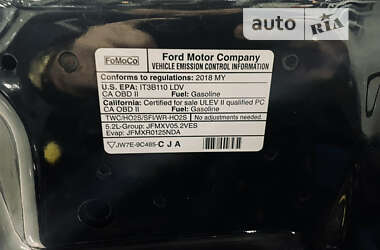 auto RIA
FoMoCo
Ford Motor Company
VEHICLE EMISSION CONTROL INFORMATION
Conforms to regulations: 2018 MY
U.S. EPA: IT3B110 LDV
CA OBD II Fuel: Gasoline
California: Certified for sale ULEV II qualified PC
CA OBD II Fuel: Gasoline
TWC/HO2S/SFI/WR-HO2S No adjustments needed.
5.2L-Group: JFMXV05.2VES
Evap: JFMXR0125NDA
JW7E-9C485-C J A